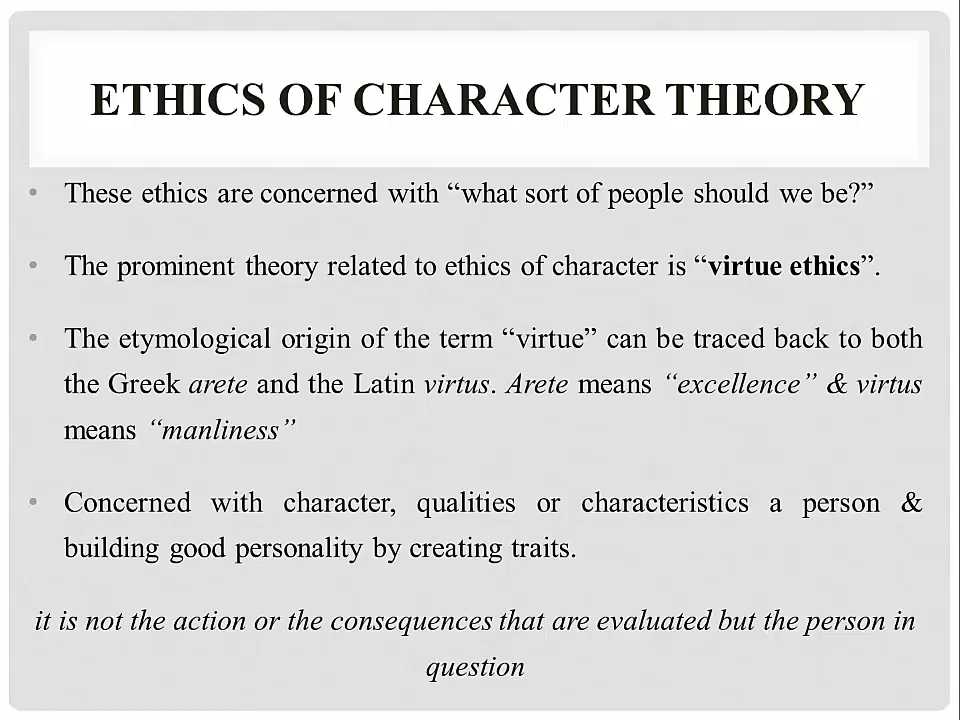 ETHICS OF CHARACTER THEORY
• These ethics are concerned with “what sort of people should we be?”
• The prominent theory related to ethics of character is “virtue ethics”.
• The etymological origin of the term “virtue” can be traced back to both
the Greek arete and the Latin virtus. Arete means “excellence” & virtus
means “manliness”
• Concerned with character, qualities or characteristics a person &
building good personality by creating traits.
it is not the action or the consequences that are evaluated but the person in
question